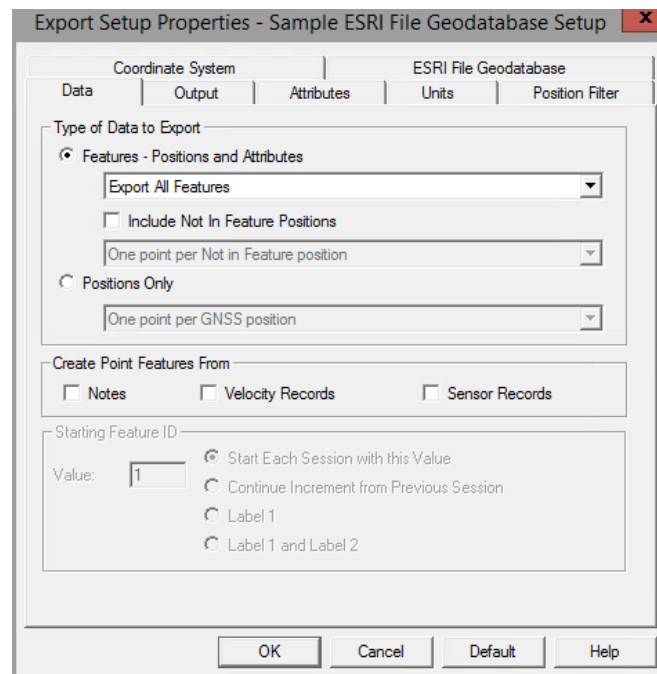 Export Setup Properties - Sample ESRI File Geodatabase Setup x
Coordinate System ESRI File Geodatabase
Data Output Attributes Units Position Filter
Type of Data to Export
Features - Positions and Attributes
Export All Features
Include Not In Feature Positions
One point per Not in Feature position
Positions Only
One point per GNSS position
Create Point Features From
Notes Velocity Records Sensor Records
Starting Feature ID
Value: 1 Start Each Session with this Value
Continue Increment from Previous Session
Label 1
Label 1 and Label 2
OK Cancel Default Help